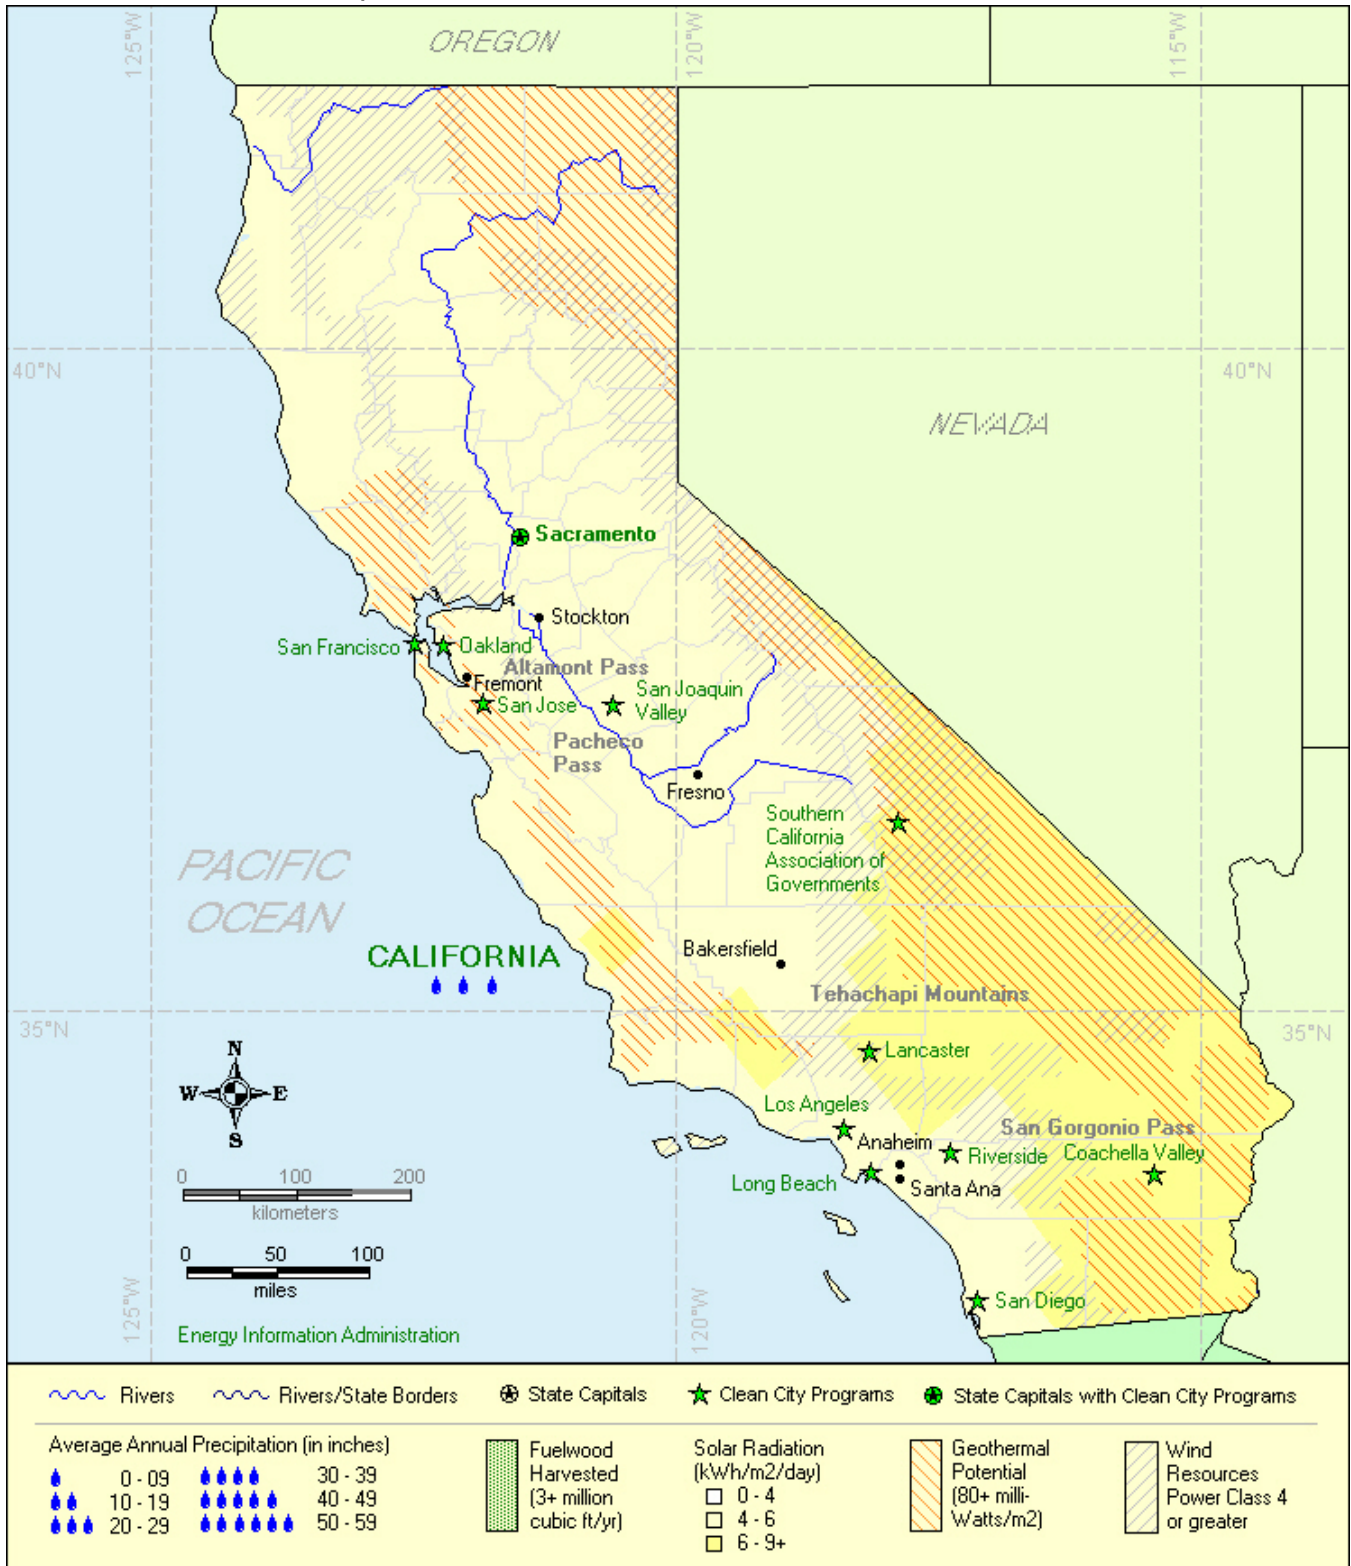 OREGON
125°W
120°W
115°W
40°N
40°N
NEVADA
Sacramento
Stockton
San Francisco
Oakland
Altamont Pass
Fremont
San Jose
San Joaquin
Valley
Pacheco
Pass
Fresno
Southern
California
Association of
Governments
PACIFIC
OCEAN
CALIFORNIA
Bakersfield
Tehachapi Mountains
35°N
35°N
Lancaster
N
W
E
S
Los Angeles
Anaheim
San Gorgonio Pass
Riverside
Coachella Valley
Long Beach
Santa Ana
0 100 200
kilometers
0 50 100
miles
San Diego
125°W
120°W
Energy Information Administration
Rivers
Rivers/State Borders
State Capitals
Clean City Programs
State Capitals with Clean City Programs
Average Annual Precipitation (in inches)
0 - 09
10 - 19
20 - 29
30 - 39
40 - 49
50 - 59
Fuelwood
Harvested
(3+ million
cubic ft/yr)
Solar Radiation
(kWh/m2/day)
0 - 4
4 - 6
6 - 9+
Geothermal
Potential
(80+ milli-
Watts/m2)
Wind
Resources
Power Class 4
or greater